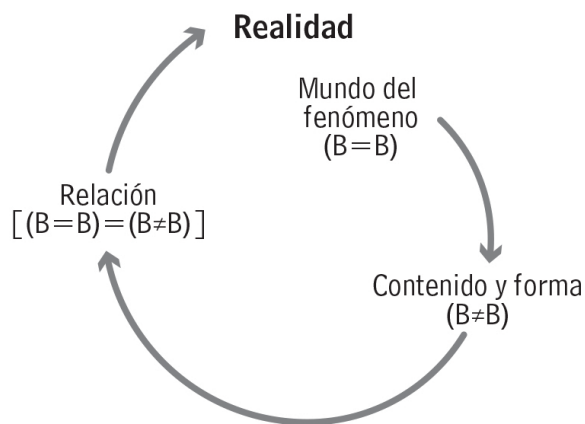 Realidad
Mundo del
fenómeno
(B=B)
Relación
[(B=B)=(B≠B)]
Contenido y forma
(B≠B)